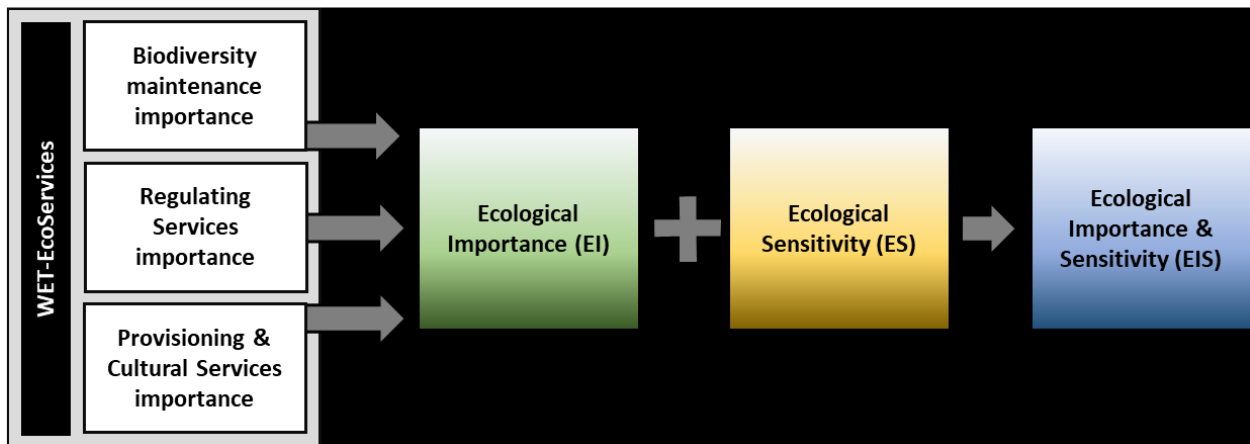 WET-EcoServices
Biodiversity
maintenance
importance
Regulating
Services
importance
Provisioning &
Cultural Services
importance
Ecological
Importance (EI)
Ecological
Sensitivity (ES)
Ecological
Importance &
Sensitivity (EIS)